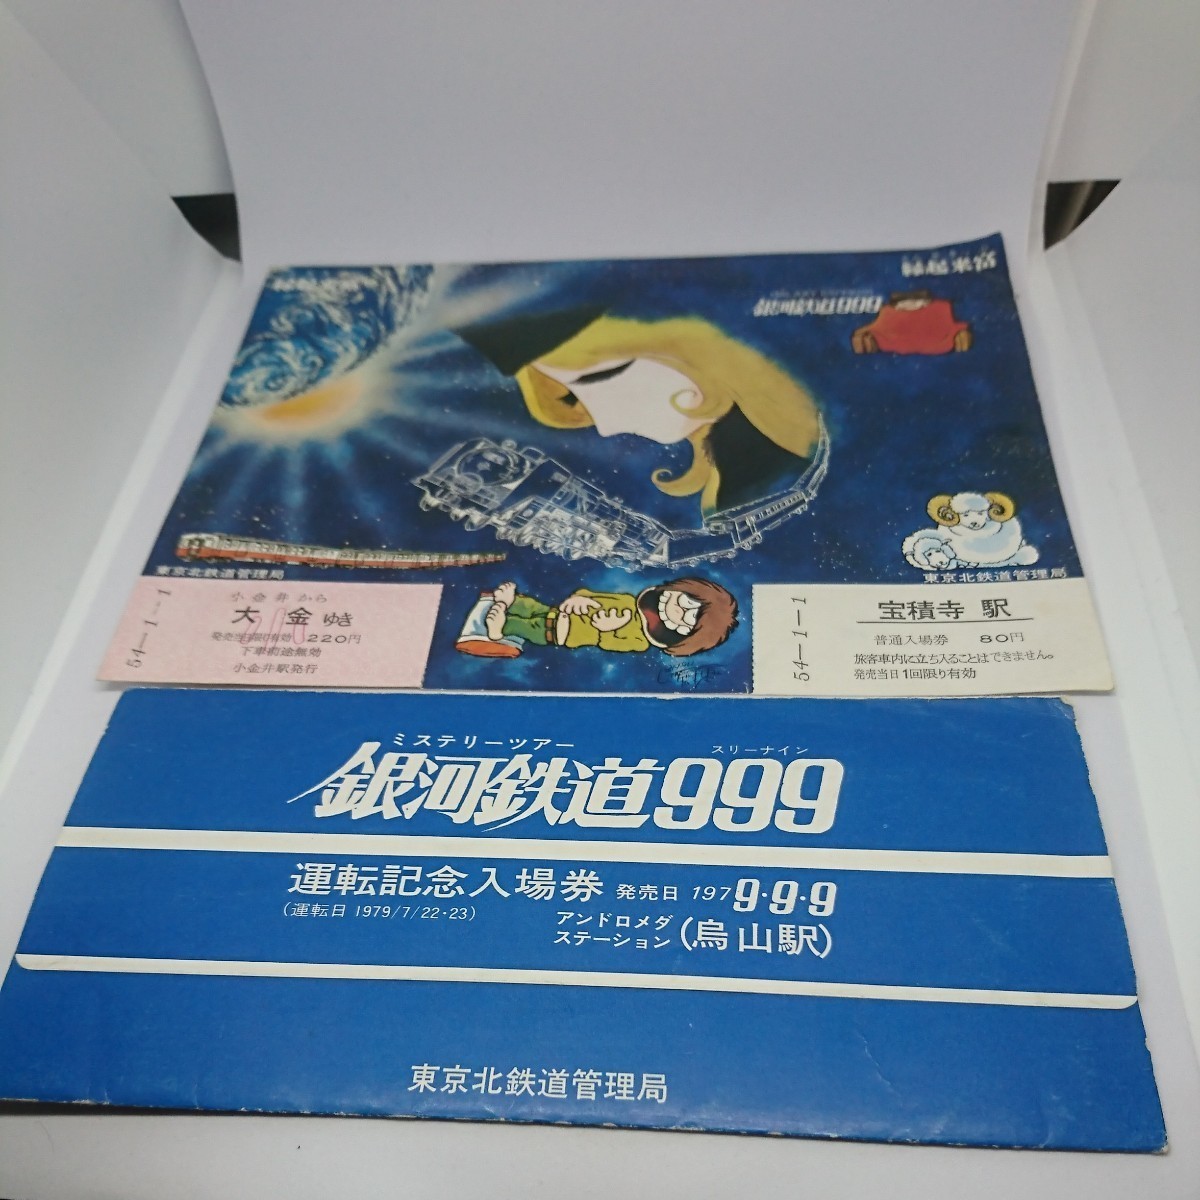 銀河鉄道999
東京北鉄道管理局
東京北鉄道管理局
54-1-1
小金井から
大金ゆき
発売当日限り有効 220円
下車前途無効
小金井駅発行
54-1-1
宝積寺駅
普通入場券 80円
旅客車内に立ち入ることはできません。
発売当日1回限り有効
ミステリーツアー
スリーナイン
銀河鉄道999
運転記念入場券 発売日 1979・9・9
(運転日 1979/7/22・23)
アンドロメダ
ステーション
(烏山駅)
東京北鉄道管理局